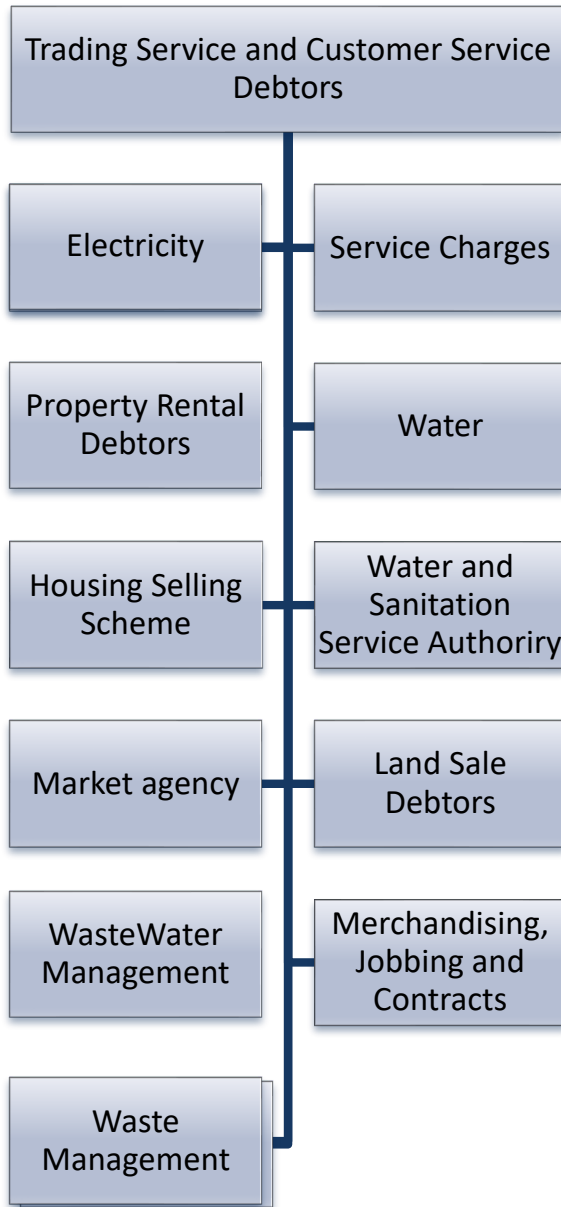 Trading Service and Customer Service
Debtors
Electricity
Service Charges
Property Rental
Debtors
Water
Housing Selling
Scheme
Water and
Sanitation
Service Authoriry
Market agency
Land Sale
Debtors
WasteWater
Management
Merchandising,
Jobbing and
Contracts
Waste
Management